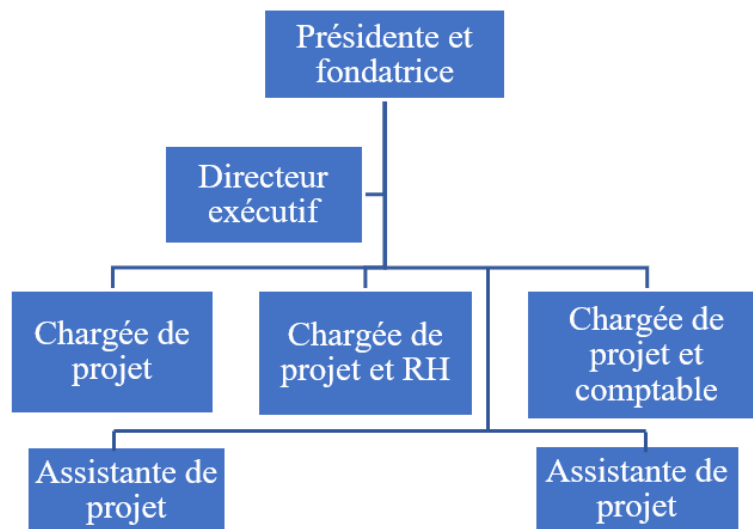 Présidente et
fondatrice
Directeur
exécutif
Chargée de
projet
Chargée de
projet et RH
Chargée de
projet et
comptable
Assistante de
projet
Assistante de
projet